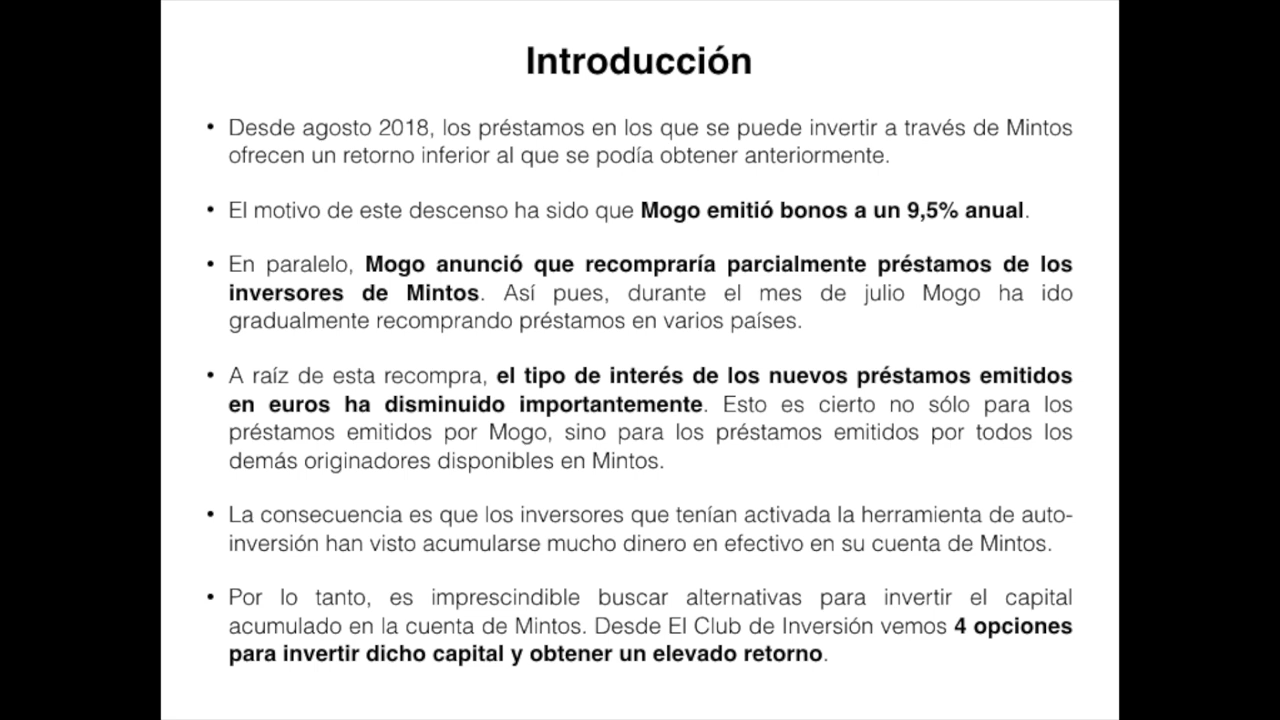 Introducción
• Desde agosto 2018, los préstamos en los que se puede invertir a través de Mintos
ofrecen un retorno inferior al que se podía obtener anteriormente.
• El motivo de este descenso ha sido que Mogo emitió bonos a un 9,5% anual.
• En paralelo, Mogo anunció que recompraría parcialmente préstamos de los
inversores de Mintos. Así pues, durante el mes de julio Mogo ha ido
gradualmente recomprando préstamos en varios países.
• A raíz de esta recompra, el tipo de interés de los nuevos préstamos emitidos
en euros ha disminuido importantemente. Esto es cierto no sólo para los
préstamos emitidos por Mogo, sino para los préstamos emitidos por todos los
demás originadores disponibles en Mintos.
• La consecuencia es que los inversores que tenían activada la herramienta de auto-
inversión han visto acumularse mucho dinero en efectivo en su cuenta de Mintos.
• Por lo tanto, es imprescindible buscar alternativas para invertir el capital
acumulado en la cuenta de Mintos. Desde El Club de Inversión vemos 4 opciones
para invertir dicho capital y obtener un elevado retorno.